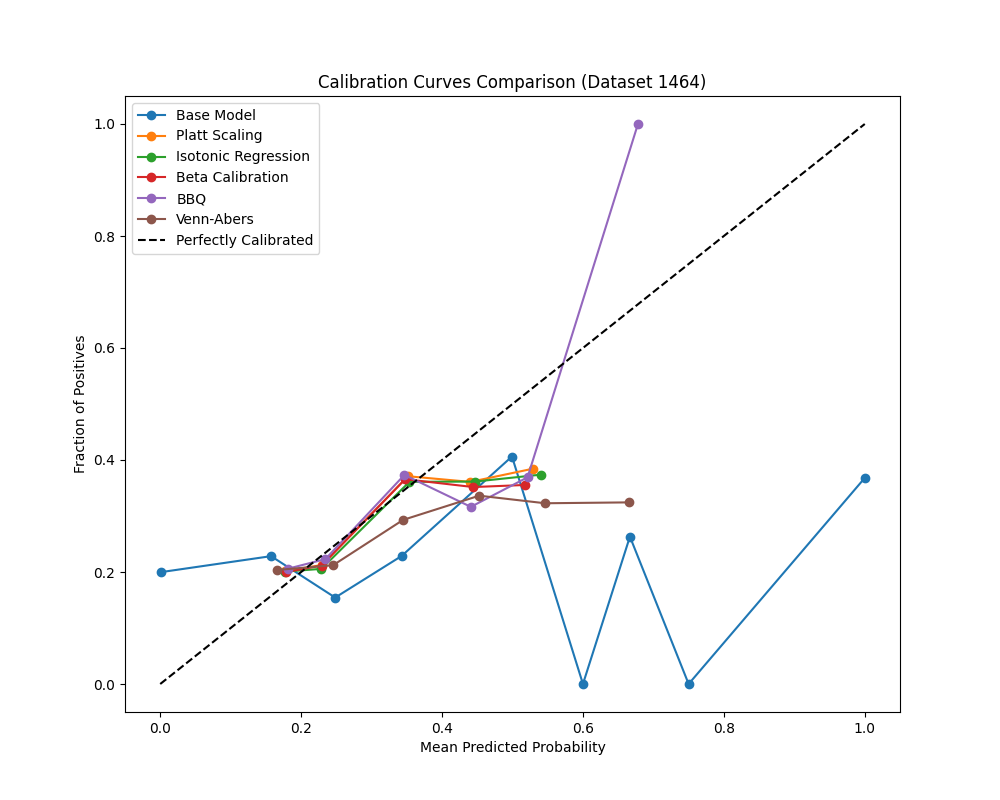 Calibration Curves Comparison (Dataset 1464)
Base Model
Platt Scaling
Isotonic Regression
Beta Calibration
BBQ
Venn-Abers
Perfectly Calibrated
Fraction of Positives
1.0
0.8
0.6
0.4
0.2
0.0
0.0 0.2 0.4 0.6 0.8 1.0
Mean Predicted Probability